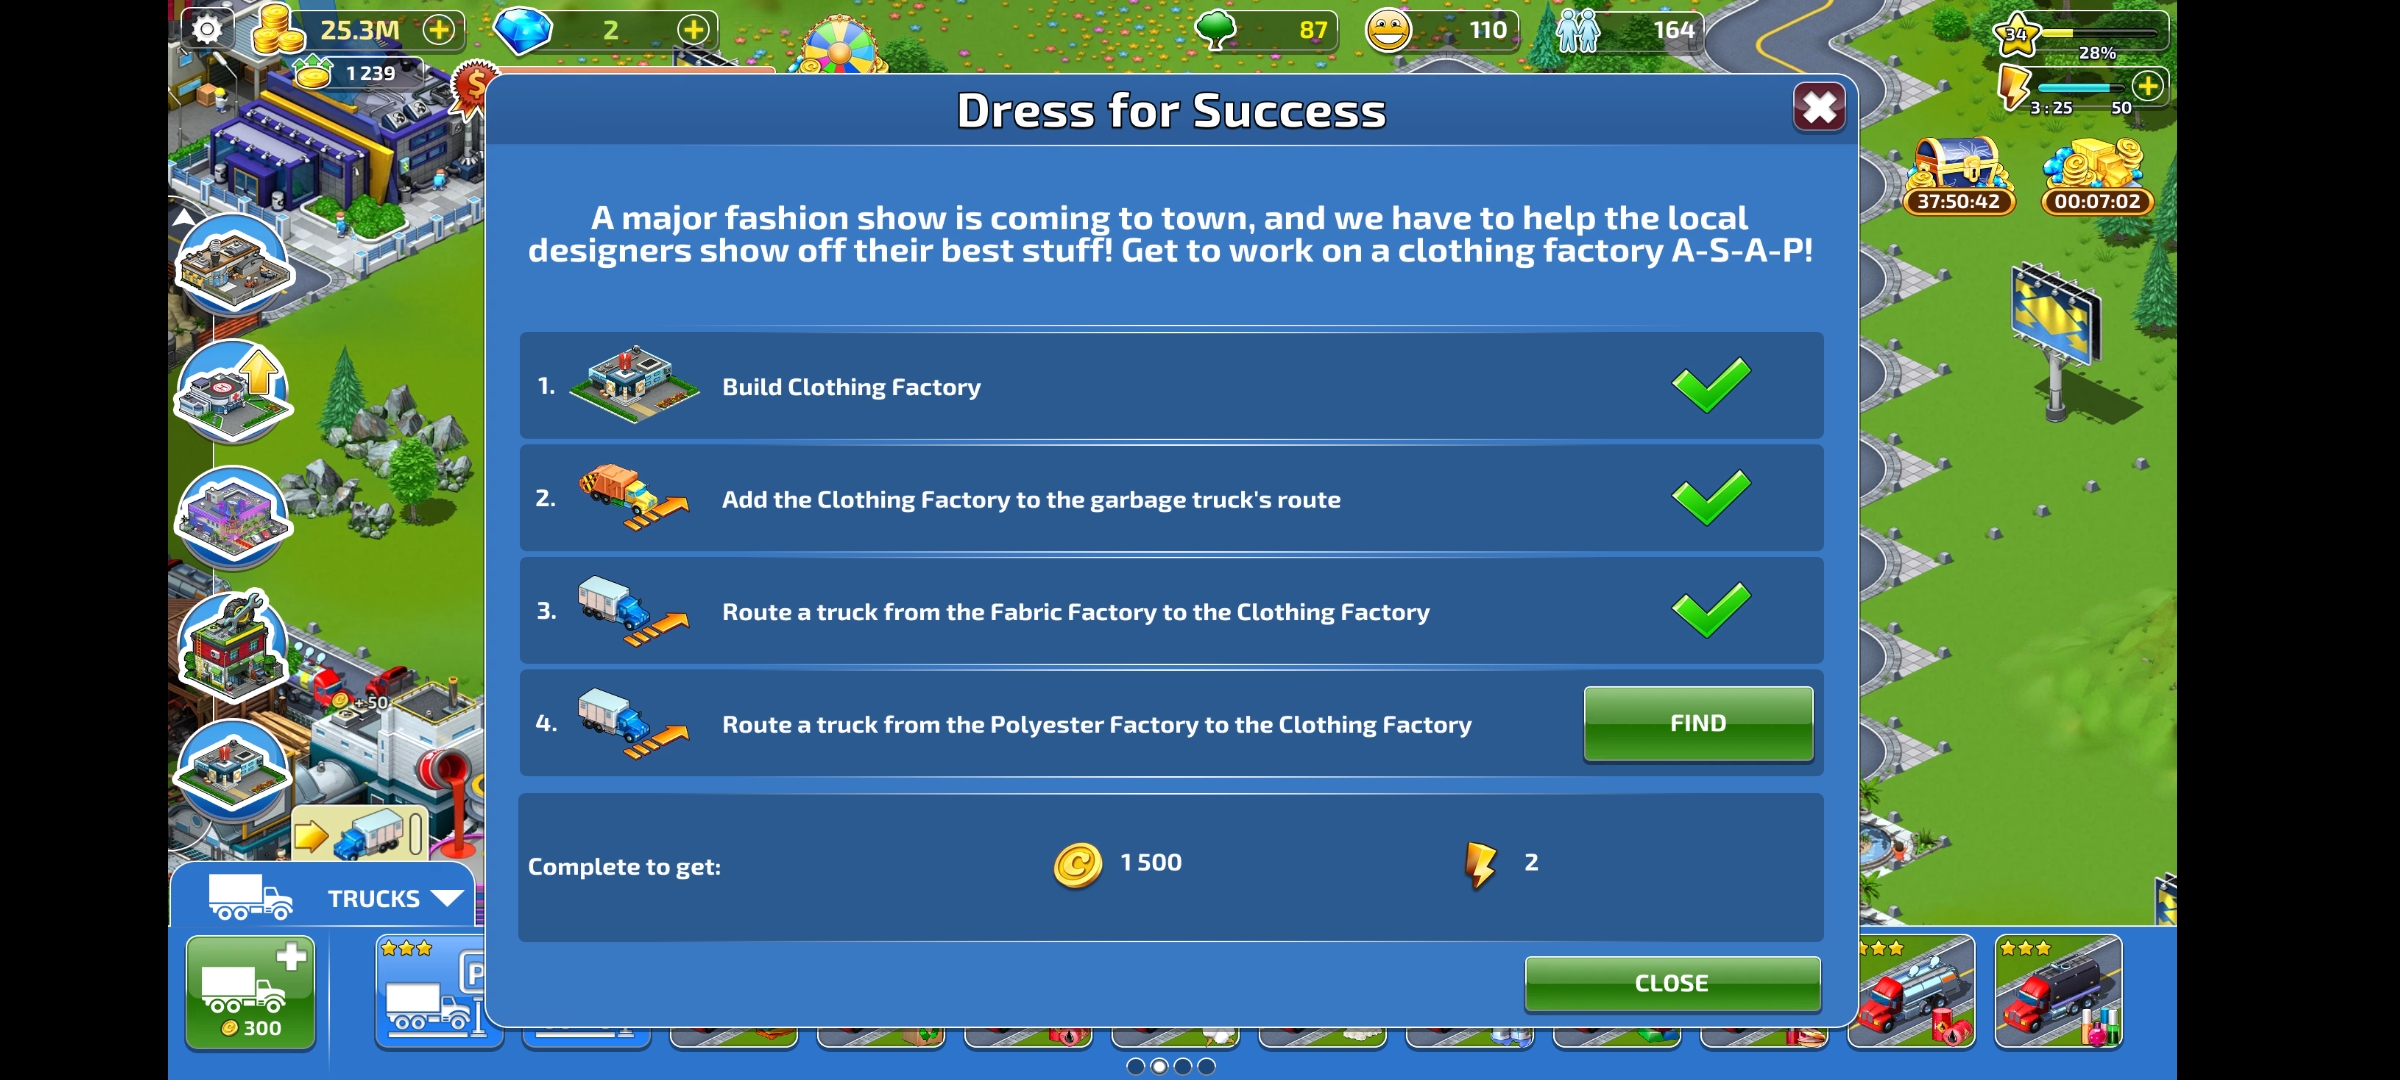 25.3M
2
87
110
164
34
28%
1 239
3:25
50
Dress for Success
37:50:42
00:07:02
A major fashion show is coming to town, and we have to help the local
designers show off their best stuff! Get to work on a clothing factory A-S-A-P!
1.
Build Clothing Factory
2.
Add the Clothing Factory to the garbage truck's route
3.
Route a truck from the Fabric Factory to the Clothing Factory
+50
4.
Route a truck from the Polyester Factory to the Clothing Factory
FIND
Complete to get:
1 500
2
TRUCKS
CLOSE
P
300